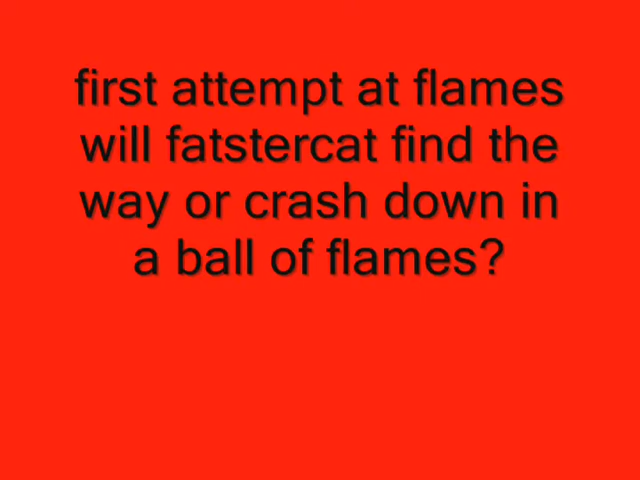 first attempt at flames
will fatstercat find the
way or crash down in
a ball of flames?